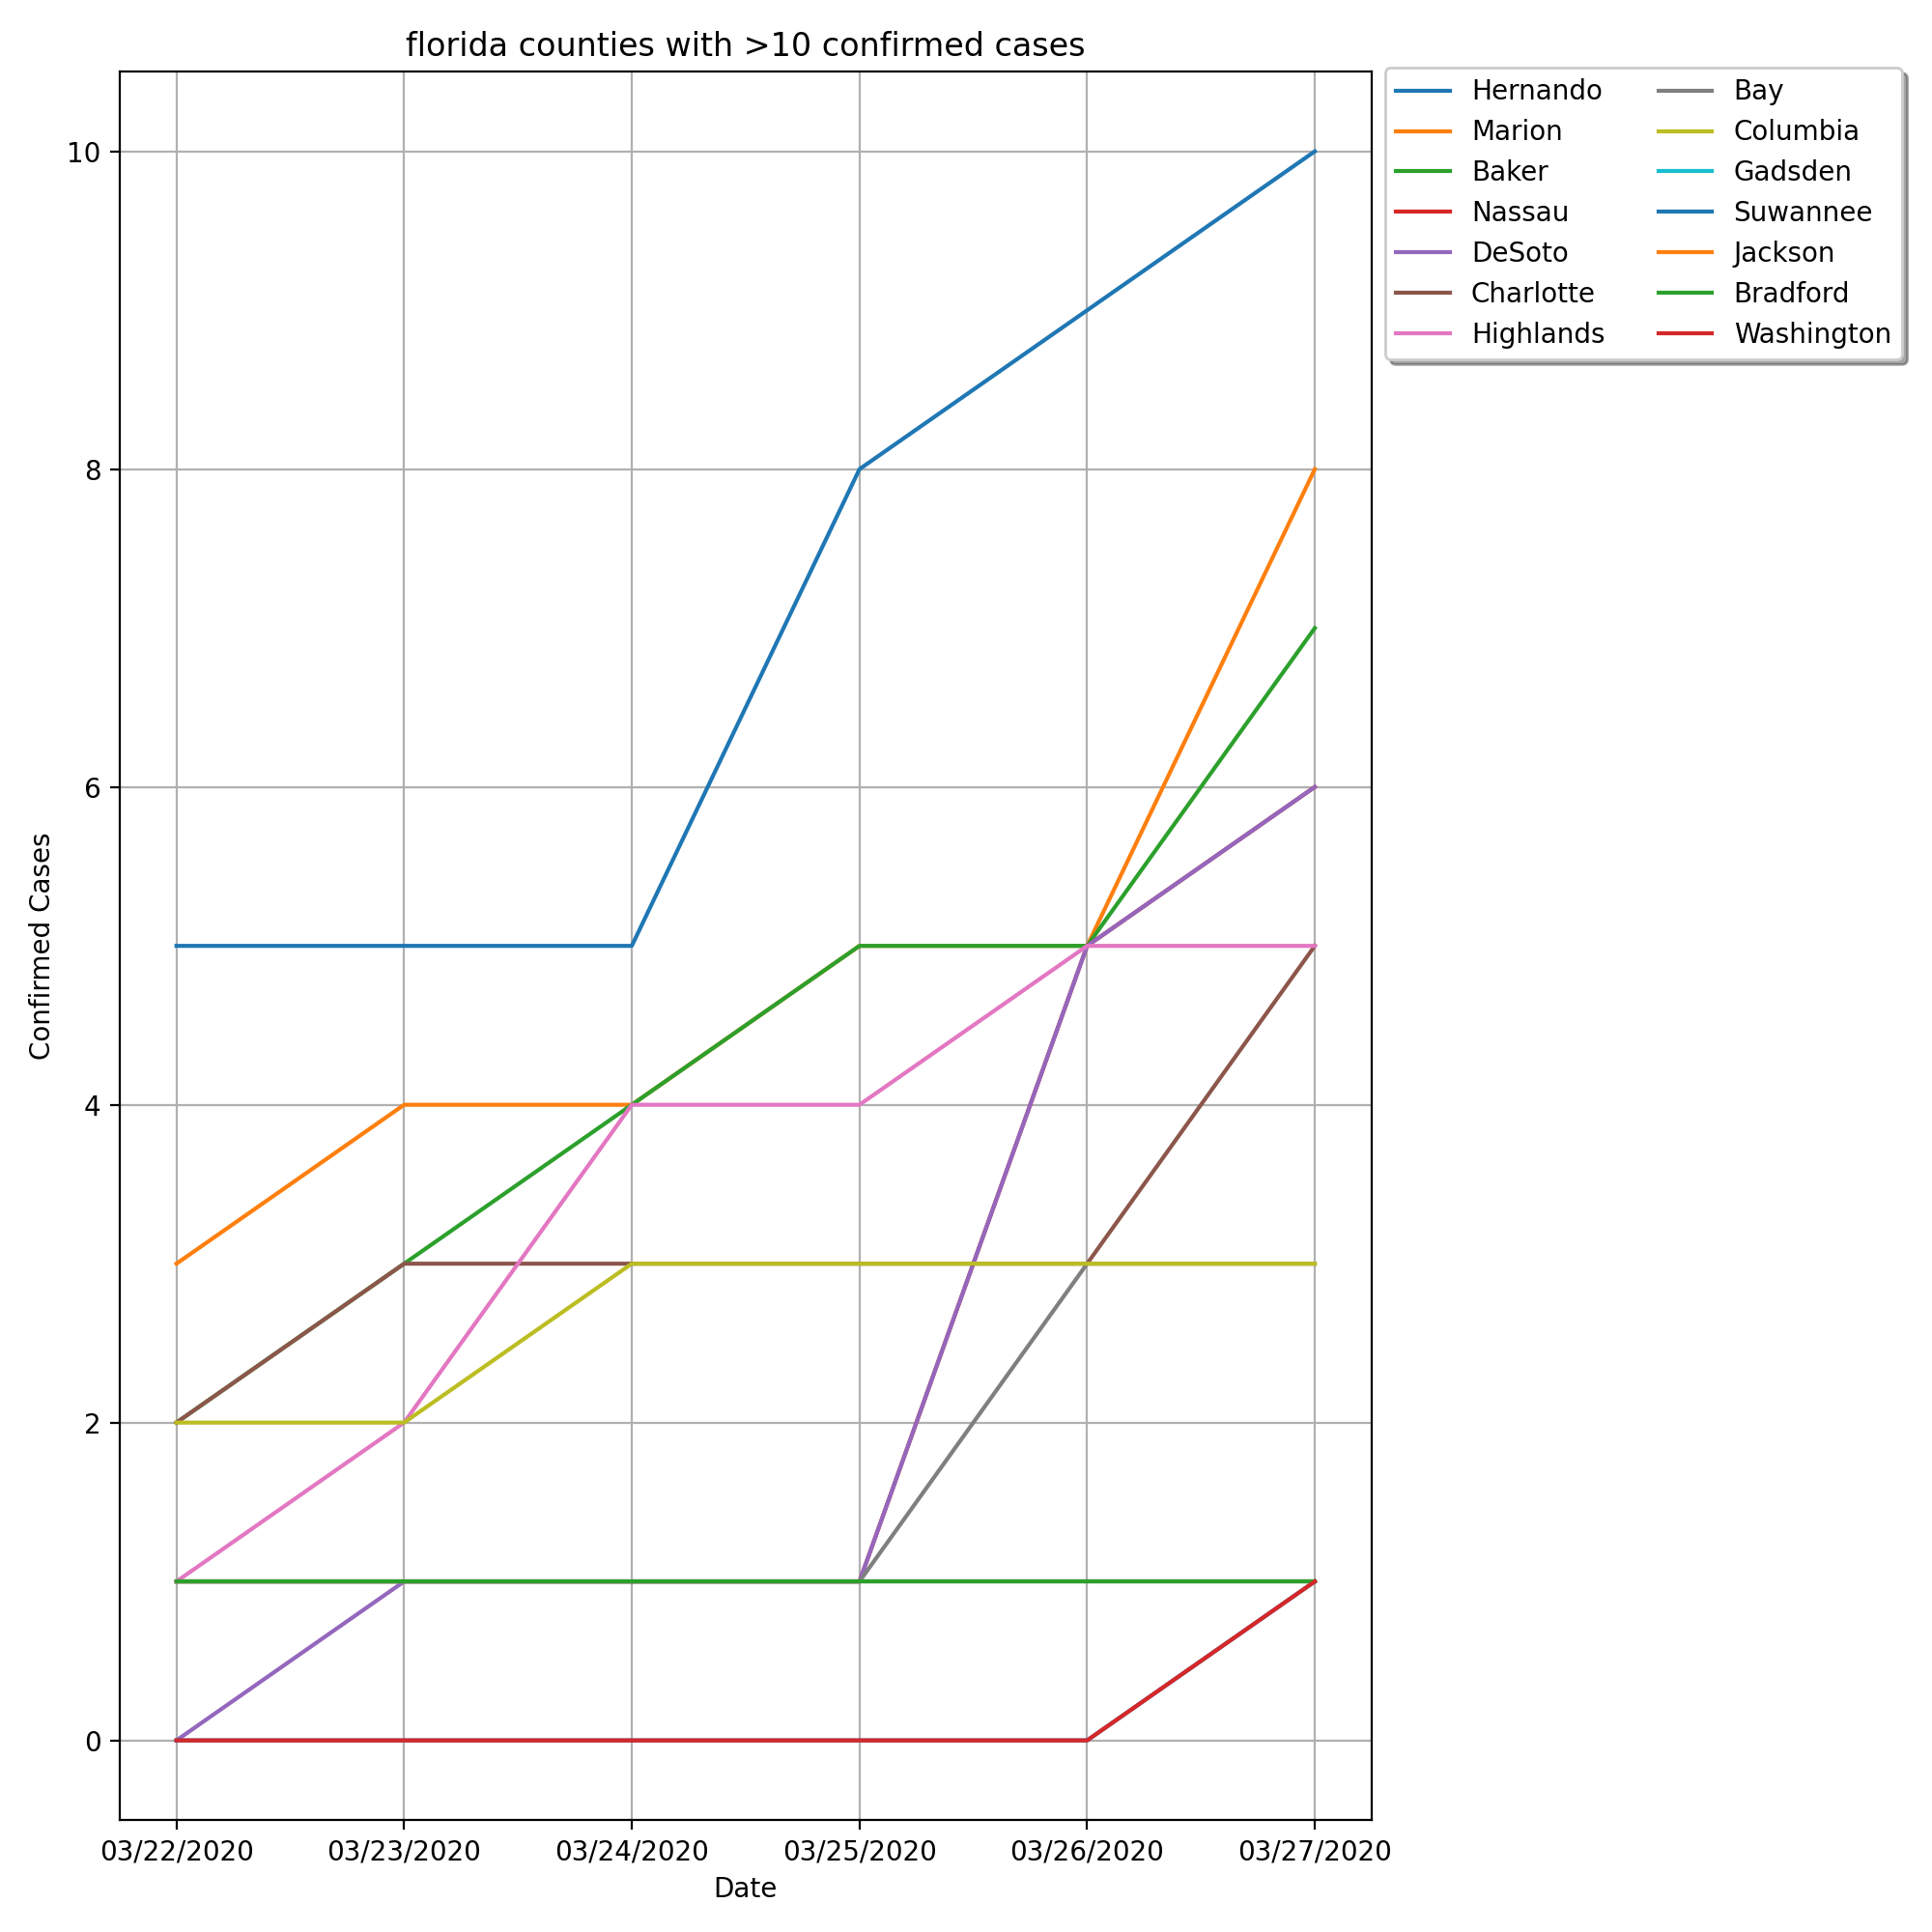 florida counties with >10 confirmed cases
Hernando
Marion
Baker
Nassau
DeSoto
Charlotte
Highlands
Bay
Columbia
Gadsden
Suwannee
Jackson
Bradford
Washington
Confirmed Cases
10
8
6
4
2
0
03/22/2020 03/23/2020 03/24/2020 03/25/2020 03/26/2020 03/27/2020
Date